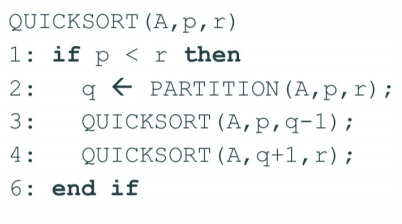 QUICKSORT(A,p,r)
1: if p < r then
2:   q ← PARTITION(A,p,r);
3:   QUICKSORT(A,p,q-1);
4:   QUICKSORT(A,q+1,r);
6: end if